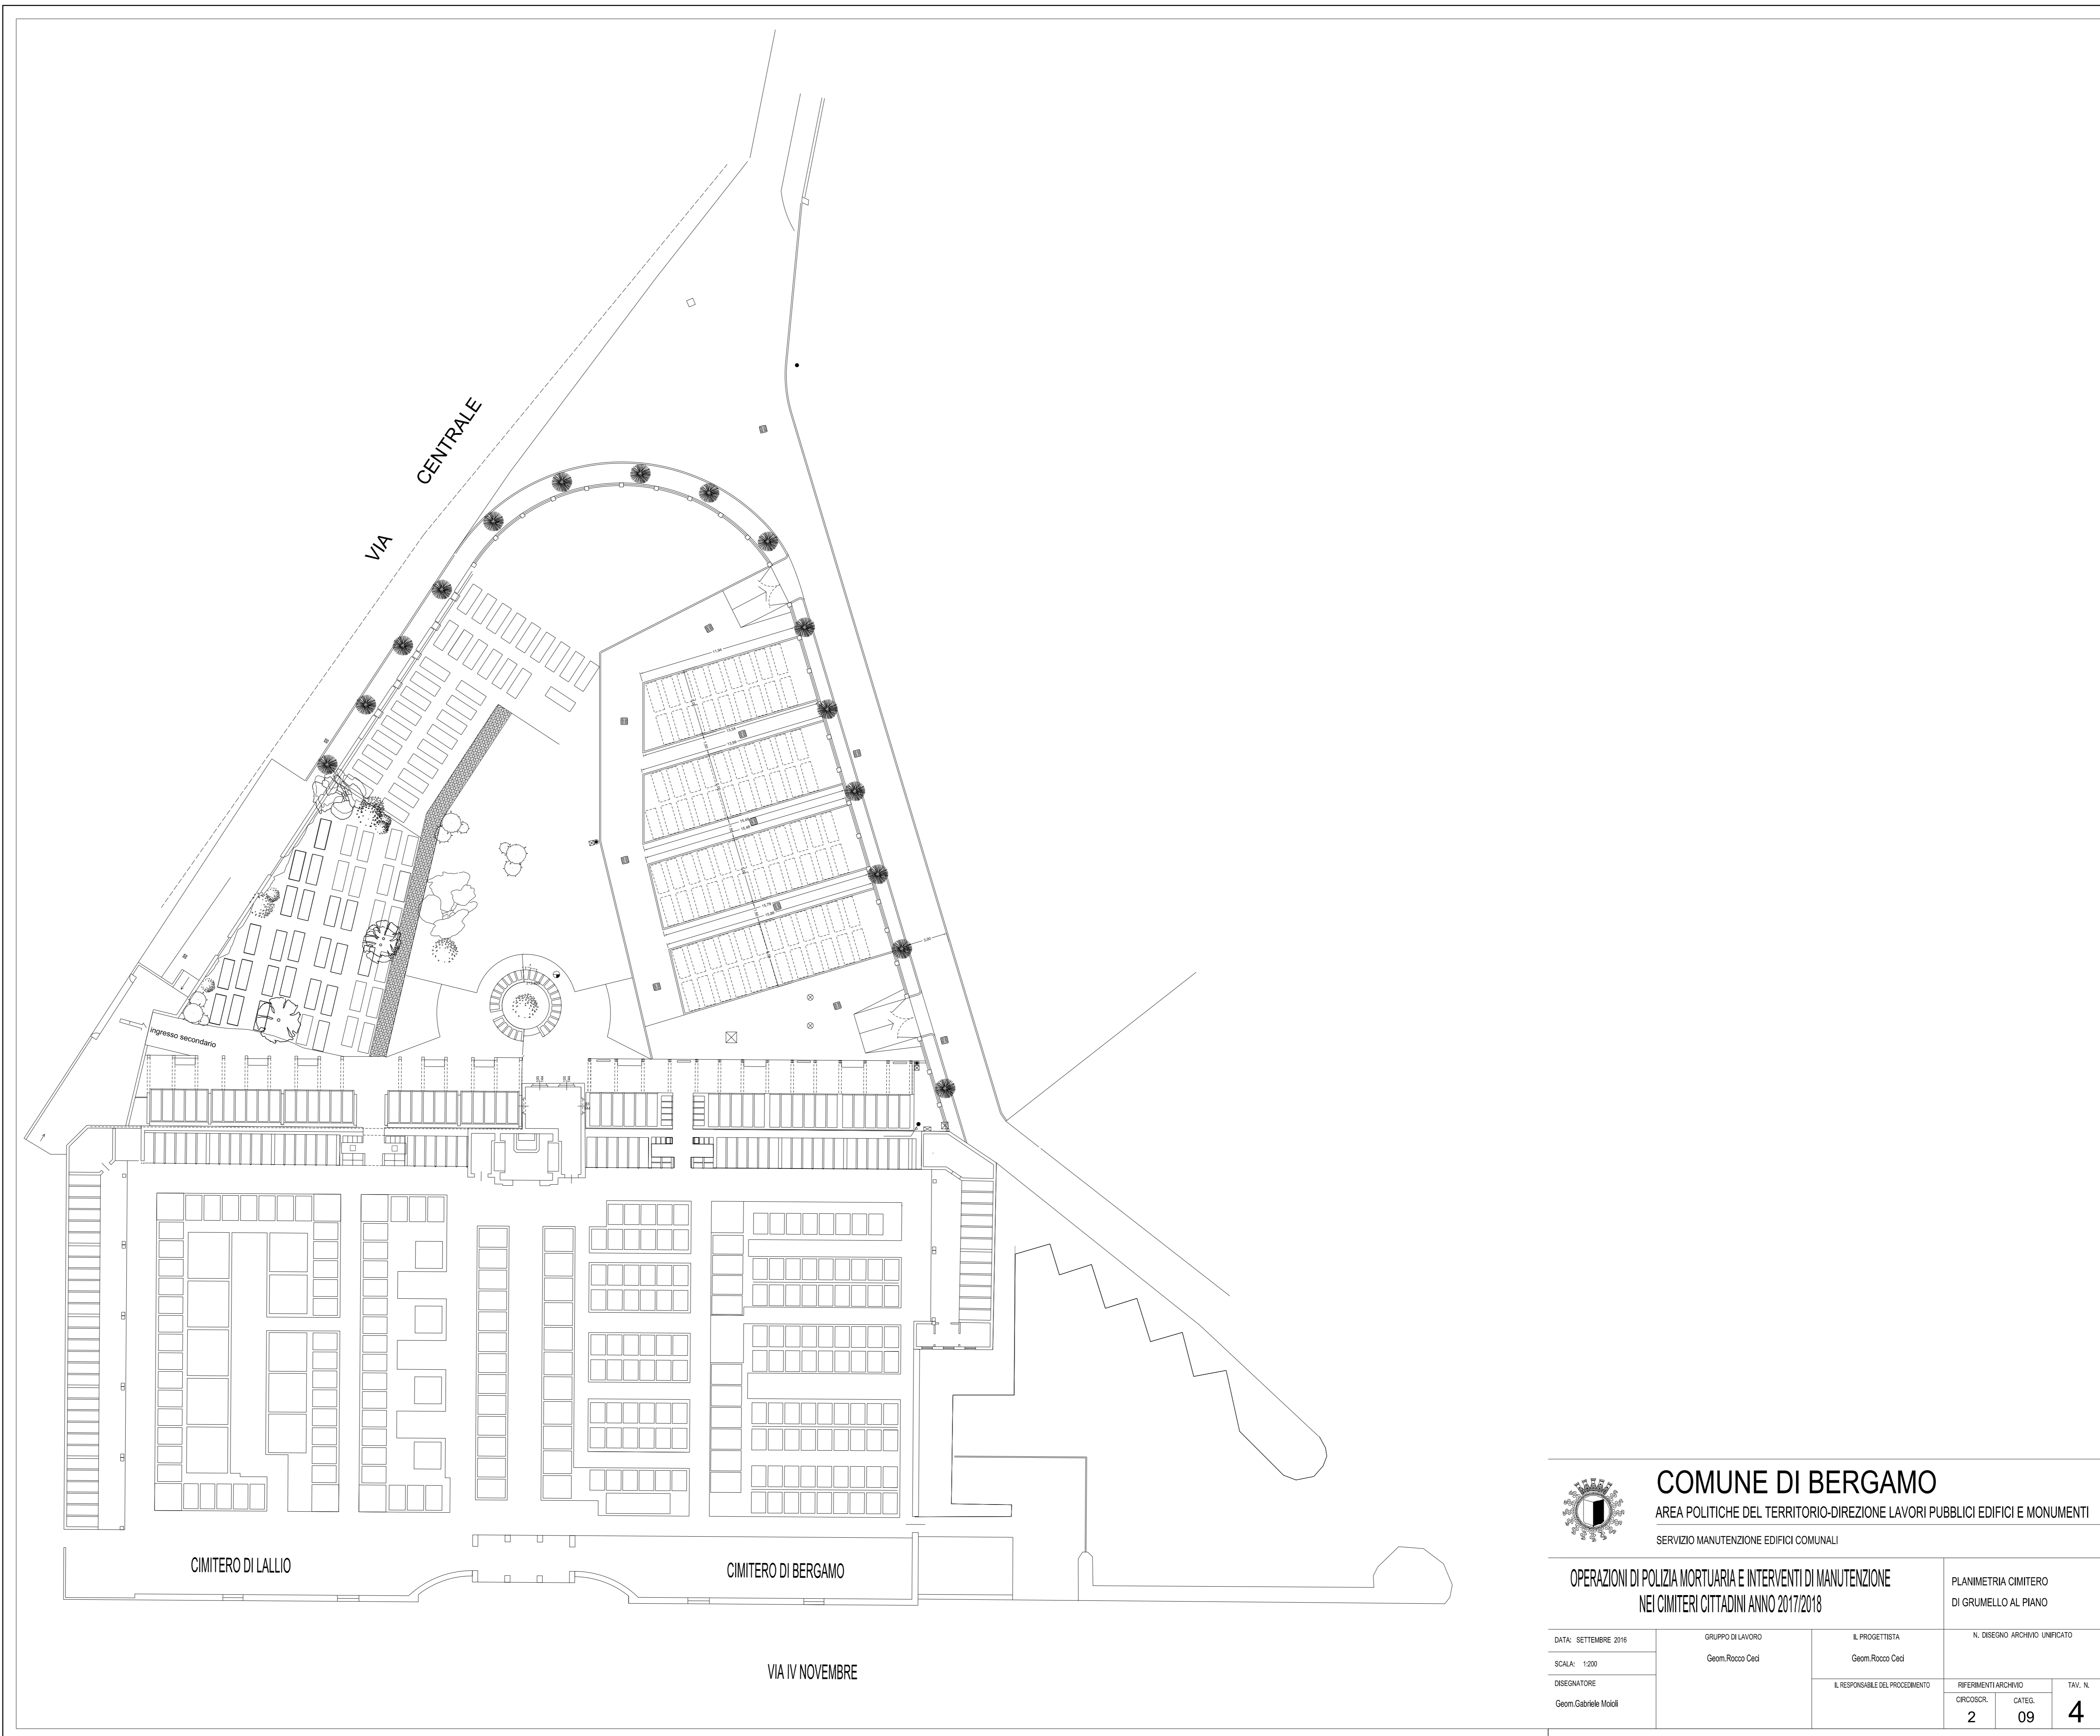 VIA
CENTRALE
ingresso secondario
CIMITERO DI LALLIO
CIMITERO DI BERGAMO
VIA IV NOVEMBRE
COMUNE DI BERGAMO
AREA POLITICHE DEL TERRITORIO-DIREZIONE LAVORI PUBBLICI EDIFICI E MONUMENTI
SERVIZIO MANUTENZIONE EDIFICI COMUNALI
OPERAZIONI DI POLIZIA MORTUARIA E INTERVENTI DI MANUTENZIONE
NEI CIMITERI CITTADINI ANNO 2017/2018
PLANIMETRIA CIMITERO
DI GRUMELLO AL PIANO
DATA: SETTEMBRE 2016
SCALA: 1:200
DISEGNATORE
Geom.Gabriele Moioli
GRUPPO DI LAVORO
Geom.Rocco Ceci
IL PROGETTISTA
Geom.Rocco Ceci
IL RESPONSABILE DEL PROCEDIMENTO
N. DISEGNO ARCHIVIO UNIFICATO
RIFERIMENTI ARCHIVIO
CIRCOSCR.
2
CATEG.
09
TAV. N.
4